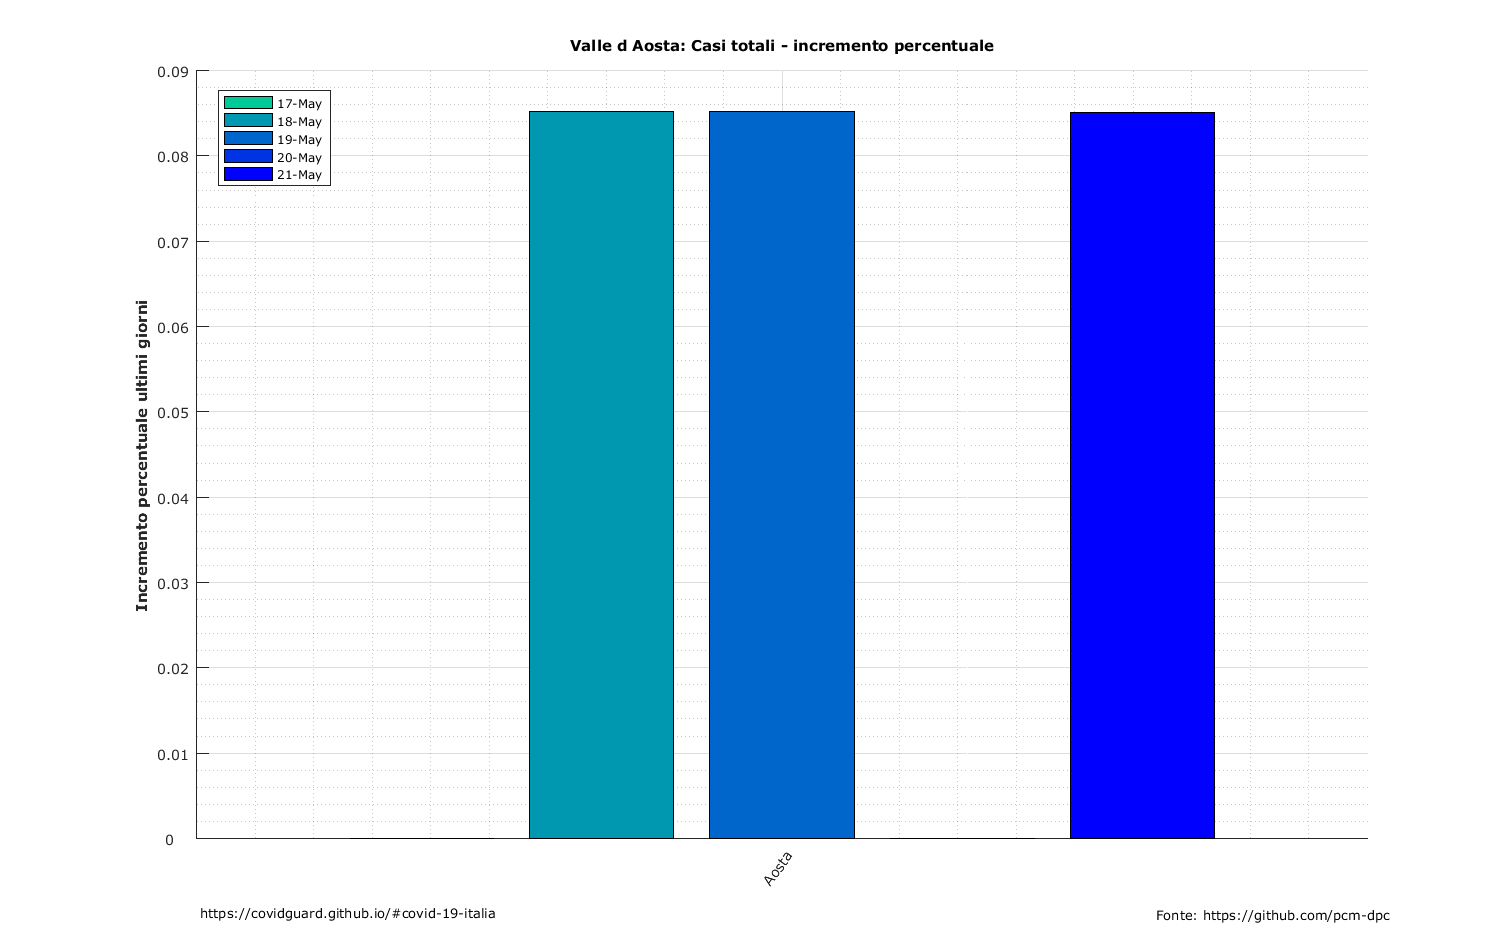 Valle d Aosta: Casi totali - incremento percentuale
0.09
0.08
0.07
0.06
0.05
0.04
0.03
0.02
0.01
0
Incremento percentuale ultimi giorni
17-May
18-May
19-May
20-May
21-May
Aosta
https://covidguard.github.io/#covid-19-italia
Fonte: https://github.com/pcm-dpc